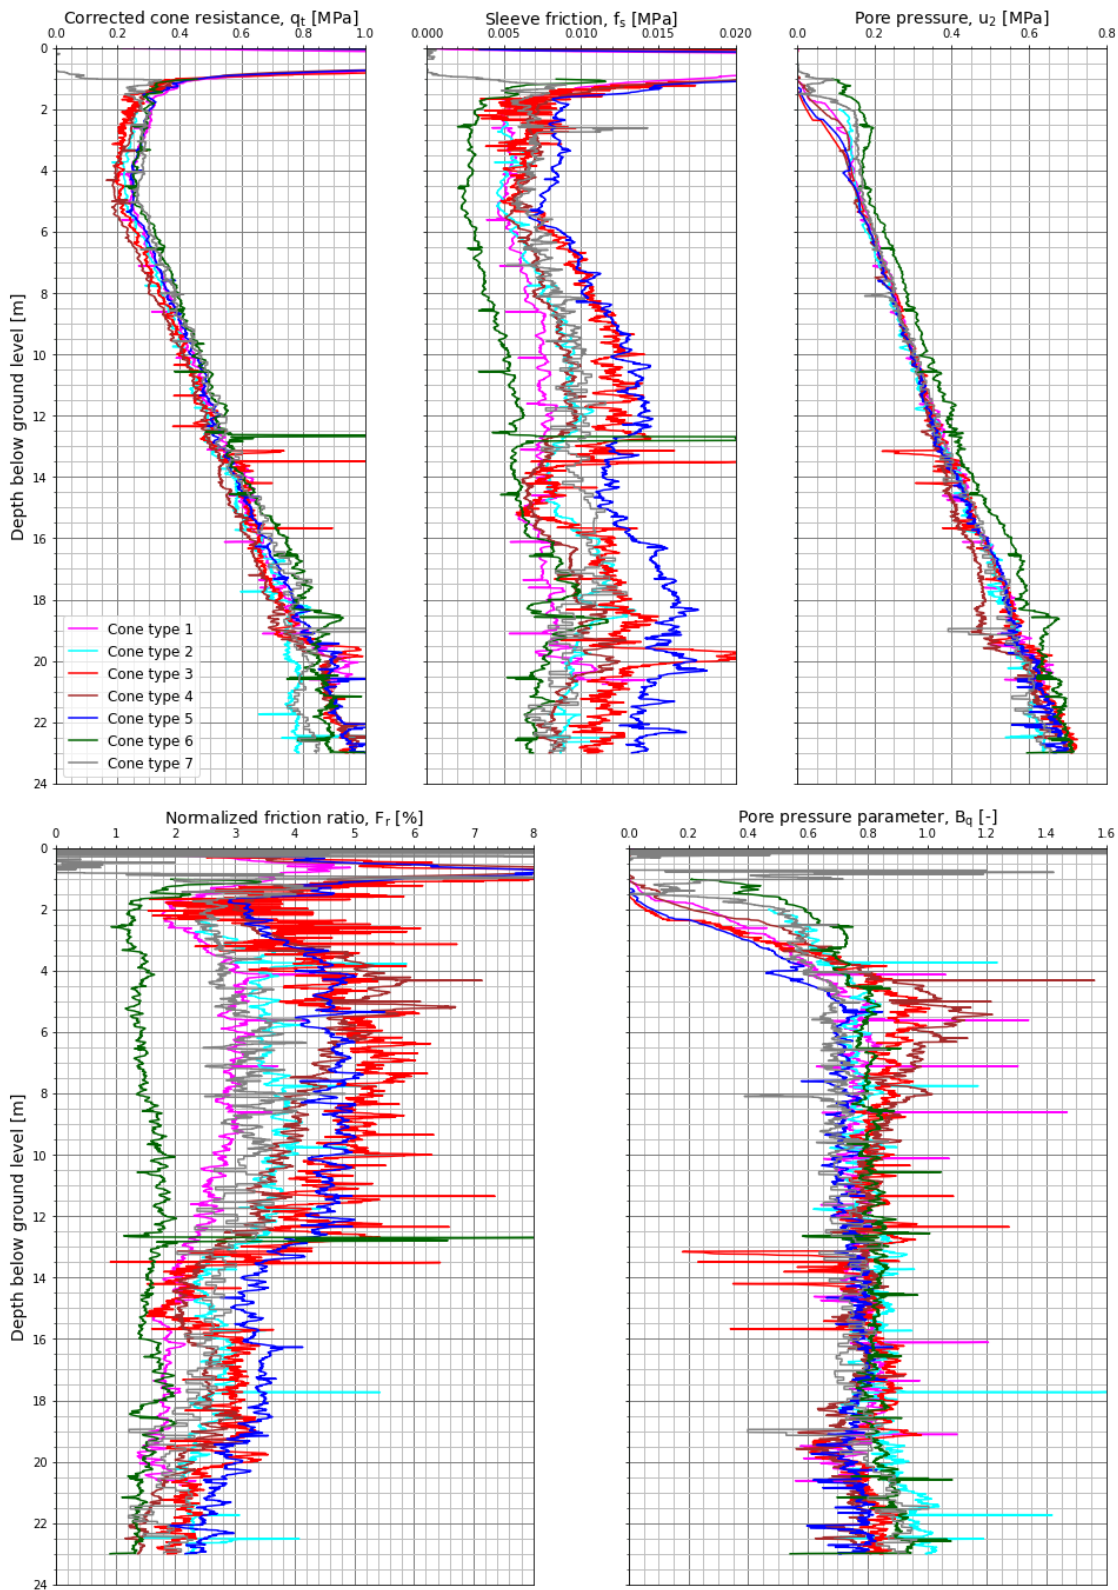 Corrected cone resistance, qt [MPa]
0.0 0.2 0.4 0.6 0.8 1.0
Sleeve friction, fs [MPa]
0.000 0.005 0.010 0.015 0.020
Pore pressure, u2 [MPa]
0.0 0.2 0.4 0.6 0.8
Depth below ground level [m]
0
2
4
6
8
10
12
14
16
18
20
22
24
Cone type 1
Cone type 2
Cone type 3
Cone type 4
Cone type 5
Cone type 6
Cone type 7
Normalized friction ratio, Fr [%]
0 1 2 3 4 5 6 7 8
Pore pressure parameter, Bq [-]
0.0 0.2 0.4 0.6 0.8 1.0 1.2 1.4 1.6
Depth below ground level [m]
0
2
4
6
8
10
12
14
16
18
20
22
24